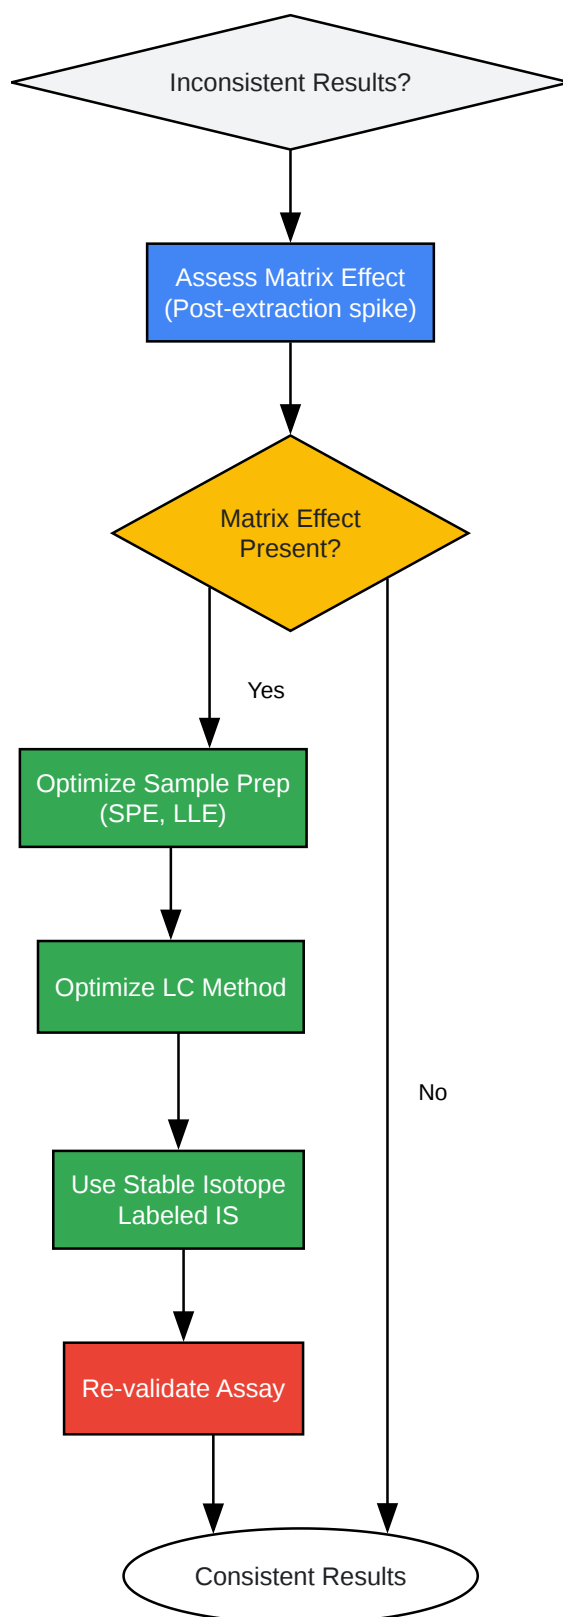 Inconsistent Results?
Assess Matrix Effect
(Post-extraction spike)
Matrix Effect
Present?
Yes
Optimize Sample Prep
(SPE, LLE)
Optimize LC Method
No
Use Stable Isotope
Labeled IS
Re-validate Assay
Consistent Results